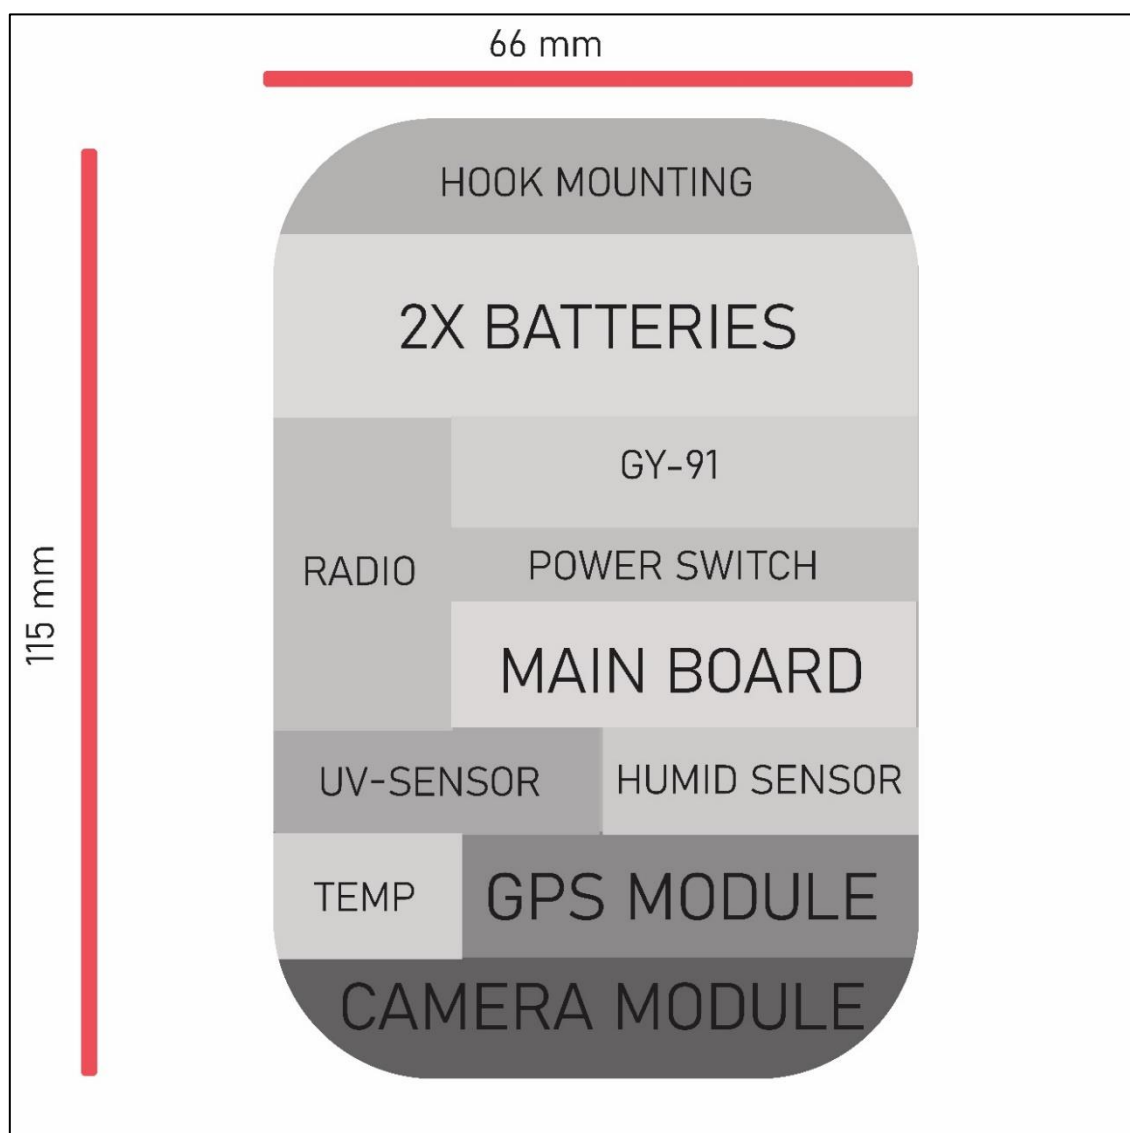 66 mm
115 mm
HOOK MOUNTING
2X BATTERIES
GY-91
RADIO
POWER SWITCH
MAIN BOARD
UV-SENSOR
HUMID SENSOR
TEMP
GPS MODULE
CAMERA MODULE